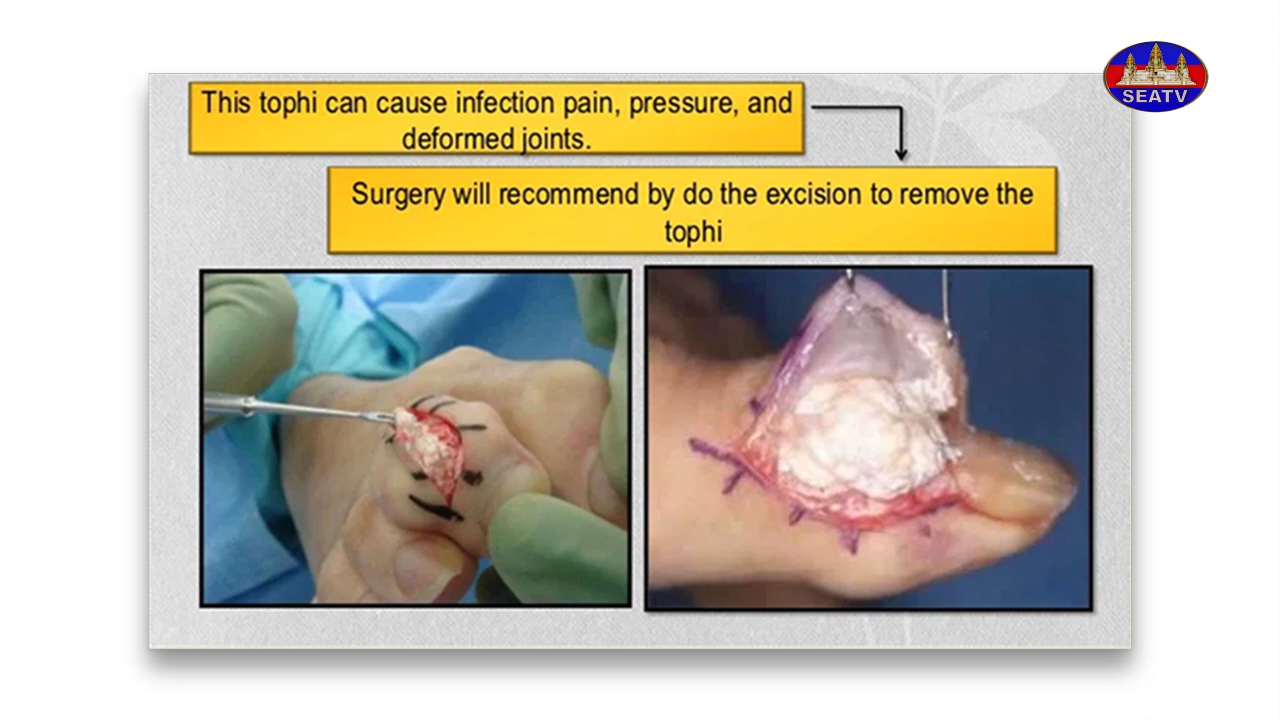 SEATV
This tophi can cause infection pain, pressure, and
deformed joints.
Surgery will recommend by do the excision to remove the
tophi